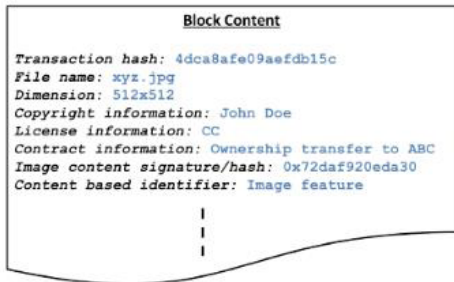 Block Content
Transaction hash: 4dca8afe09aefdb15c
File name: xyz.jpg
Dimension: 512x512
Copyright information: John Doe
License information: CC
Contract information: Ownership transfer to ABC
Image content signature/hash: 0x72daf920eda30
Content based identifier: Image feature